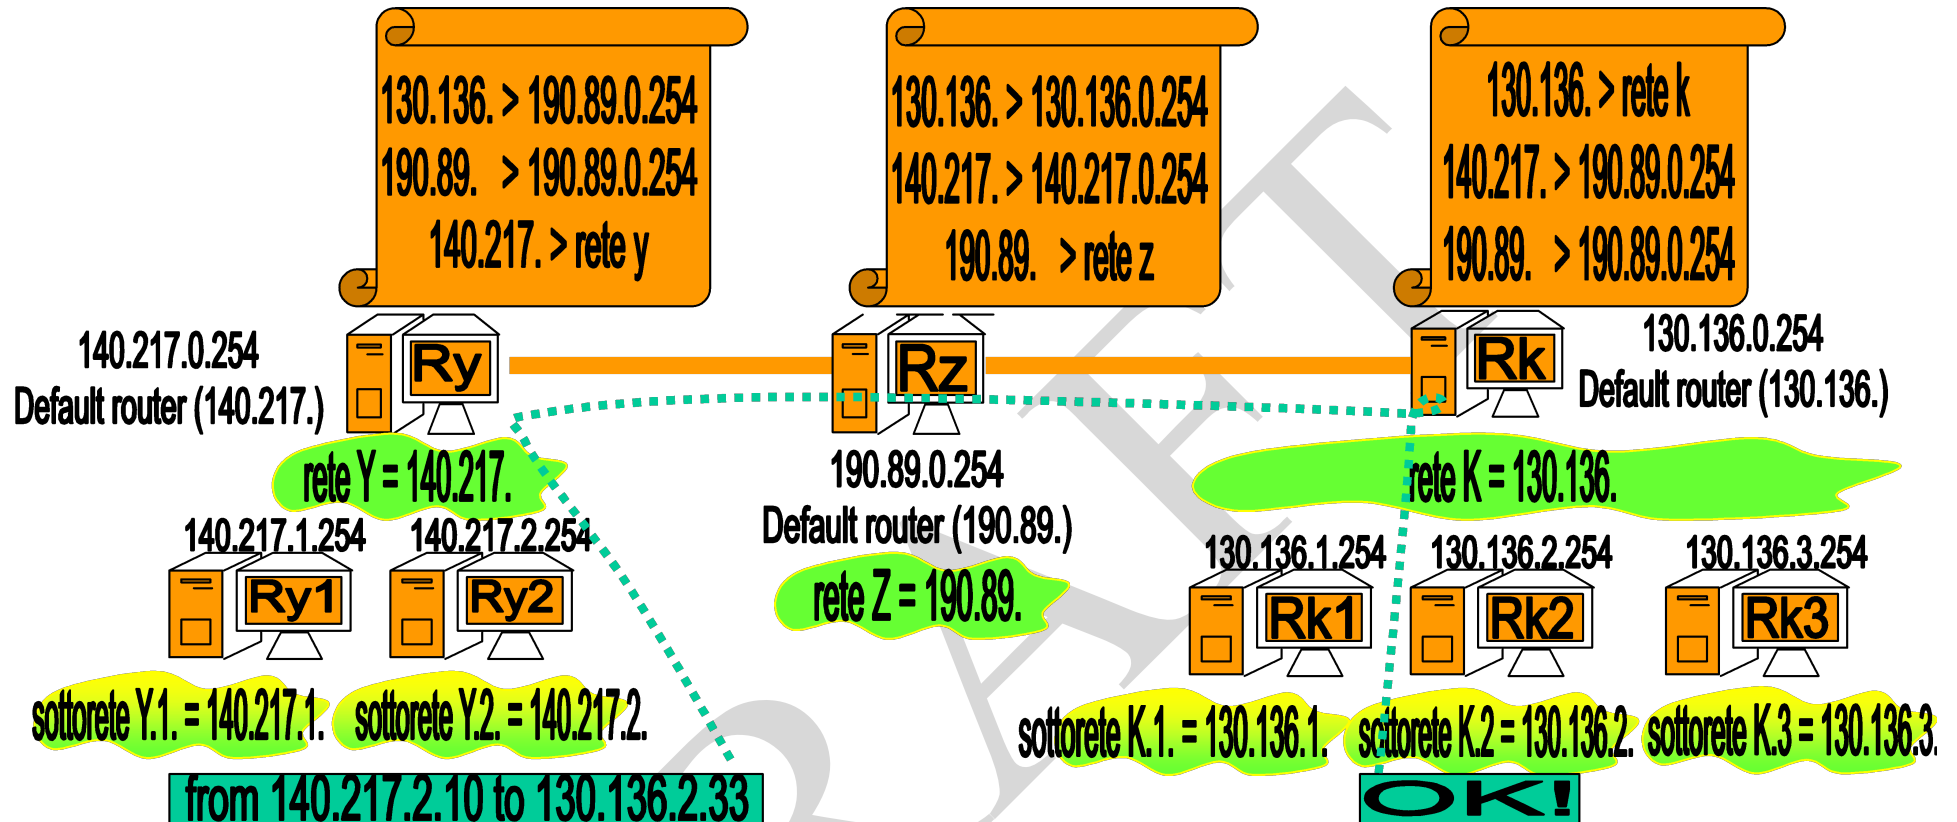 130.136. > 190.89.0.254
190.89. > 190.89.0.254
140.217. > rete y
130.136. > 130.136.0.254
140.217. > 140.217.0.254
190.89. > rete z
130.136. > rete k
140.217. > 190.89.0.254
190.89. > 190.89.0.254
140.217.0.254
Default router (140.217.)
Ry
Rz
Rk
130.136.0.254
Default router (130.136.)
rete Y = 140.217.
190.89.0.254
Default router (190.89.)
rete Z = 190.89.
rete K = 130.136.
140.217.1.254
140.217.2.254
Ry1
Ry2
130.136.1.254
130.136.2.254
130.136.3.254
Rk1
Rk2
Rk3
sottorete Y.1. = 140.217.1.
sottorete Y.2. = 140.217.2.
sottorete K.1. = 130.136.1.
sottorete K.2 = 130.136.2.
sottorete K.3 = 130.136.3.
from 140.217.2.10 to 130.136.2.33
OK!
RAFT